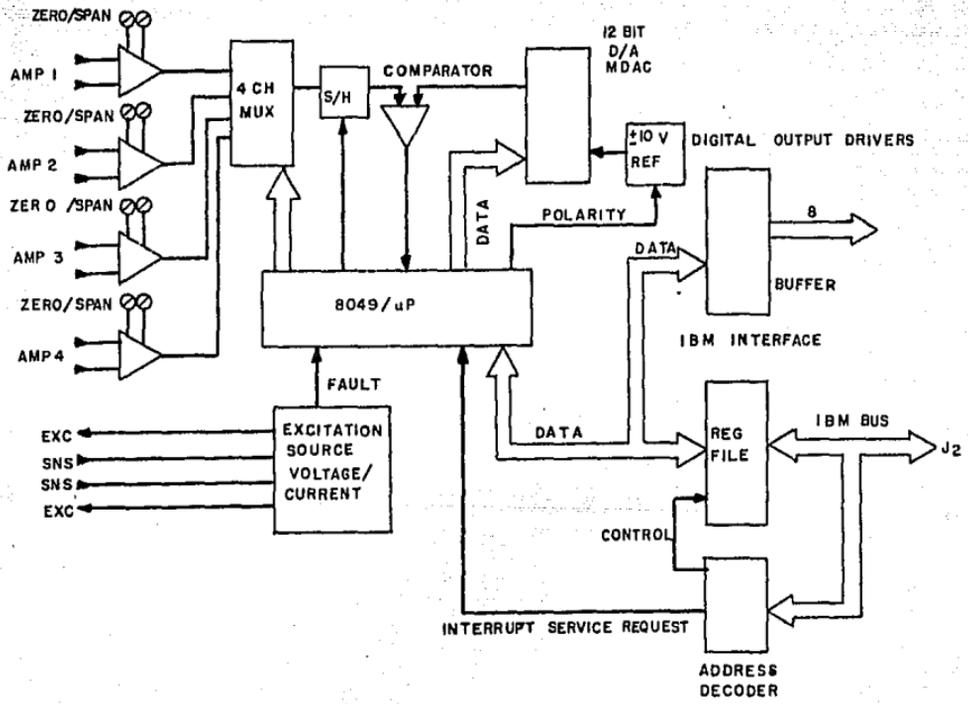 ZERO/SPAN
AMP 1
ZERO/SPAN
AMP 2
ZERO /SPAN
AMP 3
ZERO/SPAN
AMP4
4 CH
MUX
S/H
COMPARATOR
12 BIT
D/A
MDAC
±10 V
REF
DIGITAL OUTPUT DRIVERS
DATA
POLARITY
8
DATA
BUFFER
IBM INTERFACE
8049/uP
FAULT
EXCITATION
SOURCE
VOLTAGE/
CURRENT
EXC
SNS
SNS
EXC
DATA
REG
FILE
IBM BUS
J2
CONTROL
INTERRUPT SERVICE REQUEST
ADDRESS
DECODER